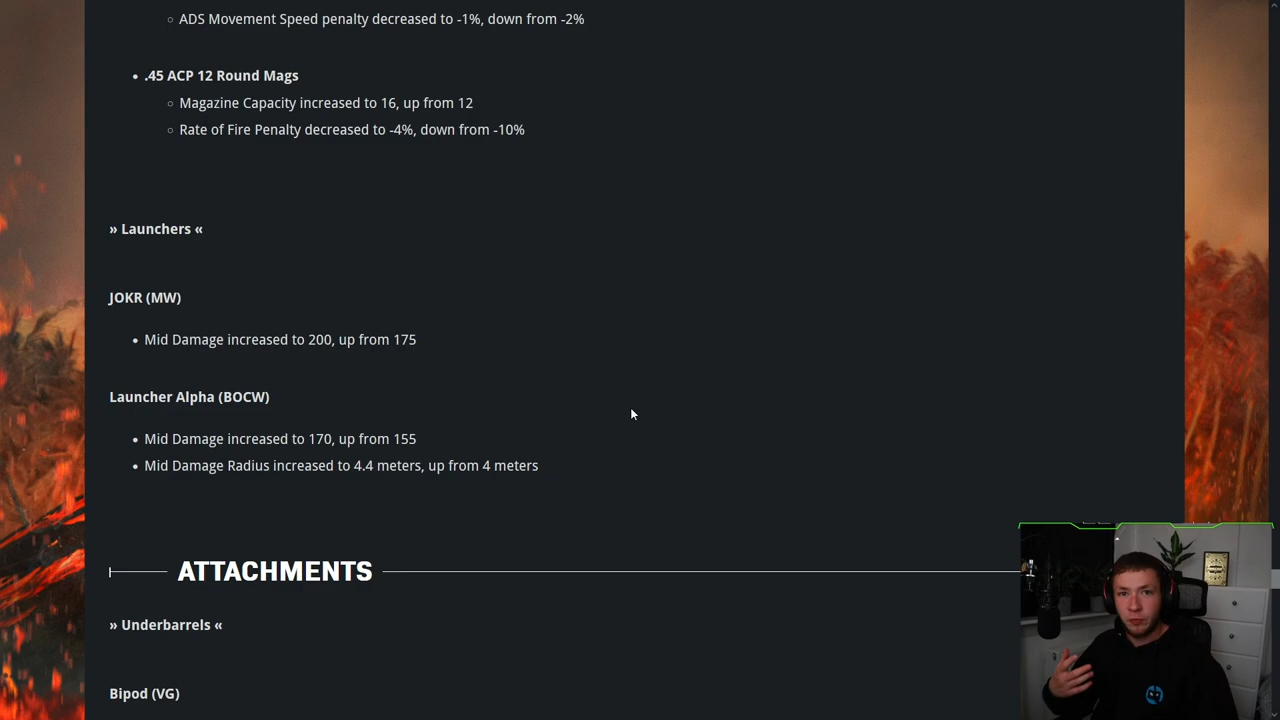 ADS Movement Speed penalty decreased to -1%, down from -2%
.45 ACP 12 Round Mags
Magazine Capacity increased to 16, up from 12
Rate of Fire Penalty decreased to -4%, down from -10%
» Launchers «
JOKR (MW)
Mid Damage increased to 200, up from 175
Launcher Alpha (BOCW)
Mid Damage increased to 170, up from 155
Mid Damage Radius increased to 4.4 meters, up from 4 meters
ATTACHMENTS
» Underbarrels «
Bipod (VG)